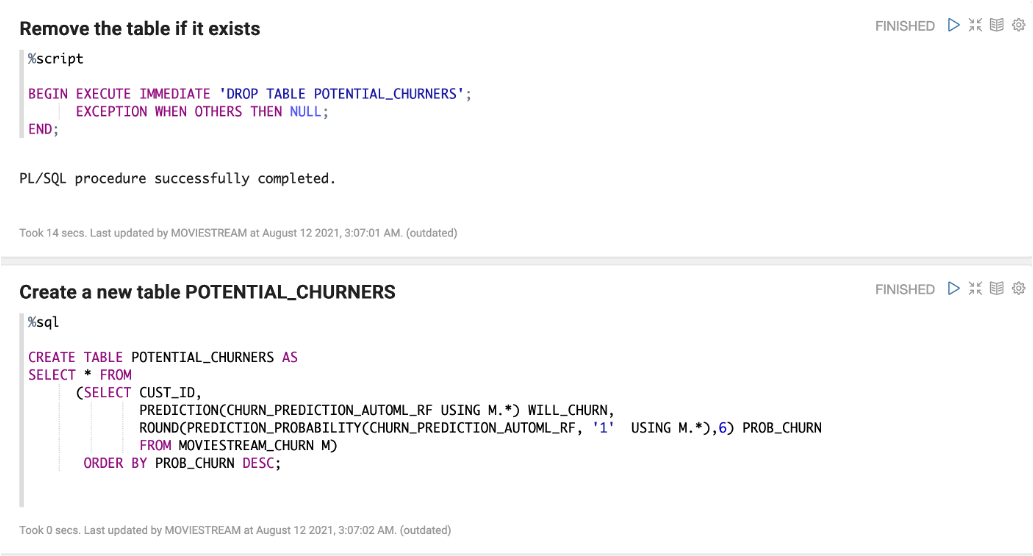 Remove the table if it exists
FINISHED
%script
BEGIN EXECUTE IMMEDIATE 'DROP TABLE POTENTIAL_CHURNERS';
EXCEPTION WHEN OTHERS THEN NULL;
END;
PL/SQL procedure successfully completed.
Took 14 secs. Last updated by MOVIESTREAM at August 12 2021, 3:07:01 AM. (outdated)
Create a new table POTENTIAL_CHURNERS
FINISHED
%sql
CREATE TABLE POTENTIAL_CHURNERS AS
SELECT * FROM
(SELECT CUST_ID,
PREDICTION(CHURN_PREDICTION_AUTOML_RF USING M.*) WILL_CHURN,
ROUND(PREDICTION_PROBABILITY(CHURN_PREDICTION_AUTOML_RF, '1'  USING M.*),6) PROB_CHURN
FROM MOVIESTREAM_CHURN M)
ORDER BY PROB_CHURN DESC;
Took 0 secs. Last updated by MOVIESTREAM at August 12 2021, 3:07:02 AM. (outdated)